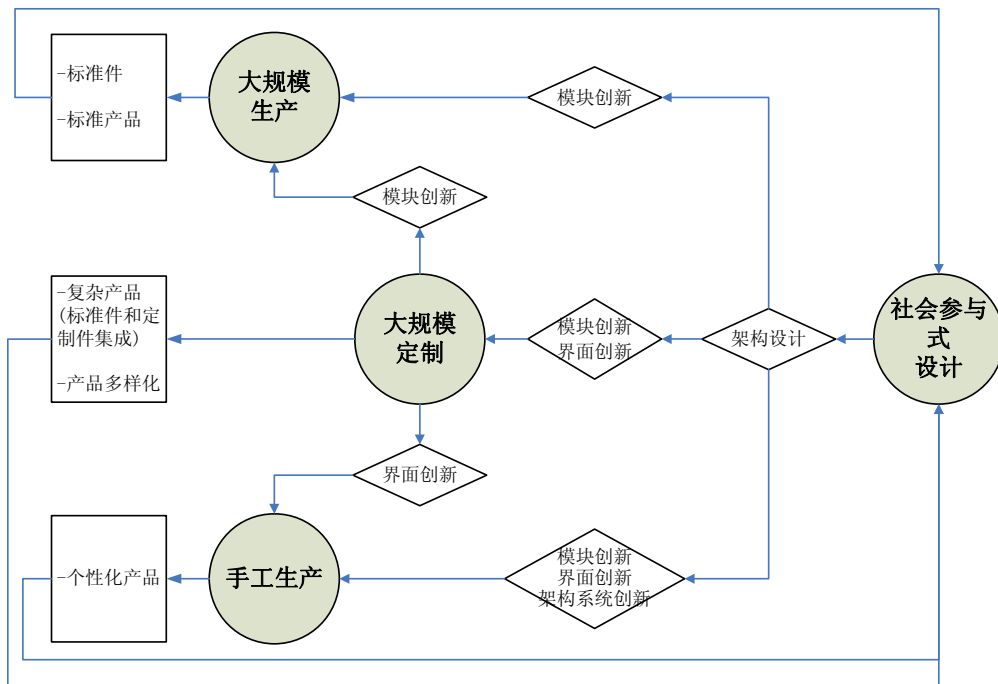 -标准件
-标准产品
大规模
生产
模块创新
模块创新
-复杂产品
(标准件和定
制件集成)
-产品多样化
大规模
定制
模块创新
界面创新
架构设计
社会参与
式
设计
界面创新
-个性化产品
手工生产
模块创新
界面创新
架构系统创新